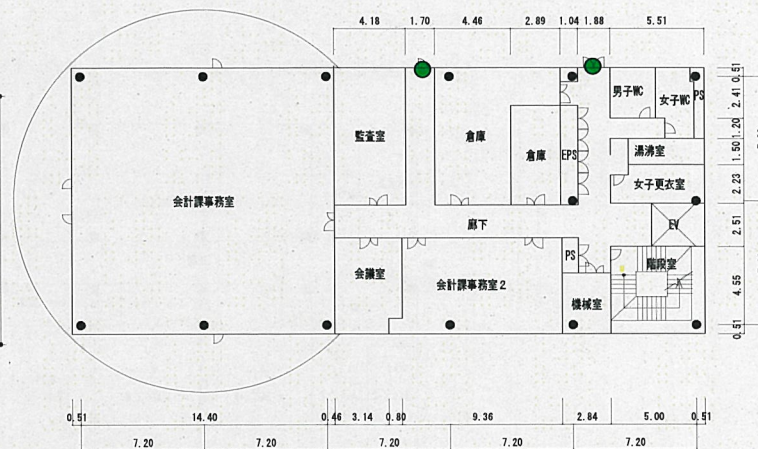 4.18 1.70 4.46 2.89 1.04 1.88 5.51
0.51
2.41
1.20
1.50
2.23
2.51
4.55
0.51
男子WC
女子WC
PS
監査室
倉庫
倉庫
EPS
湯沸室
女子更衣室
会計課事務室
廊下
EV
PS
階段室
会議室
会計課事務室2
機械室
0.51 14.40 0.46 3.14 0.80 9.36 2.84 5.00 0.51
7.20 7.20 7.20 7.20 7.20